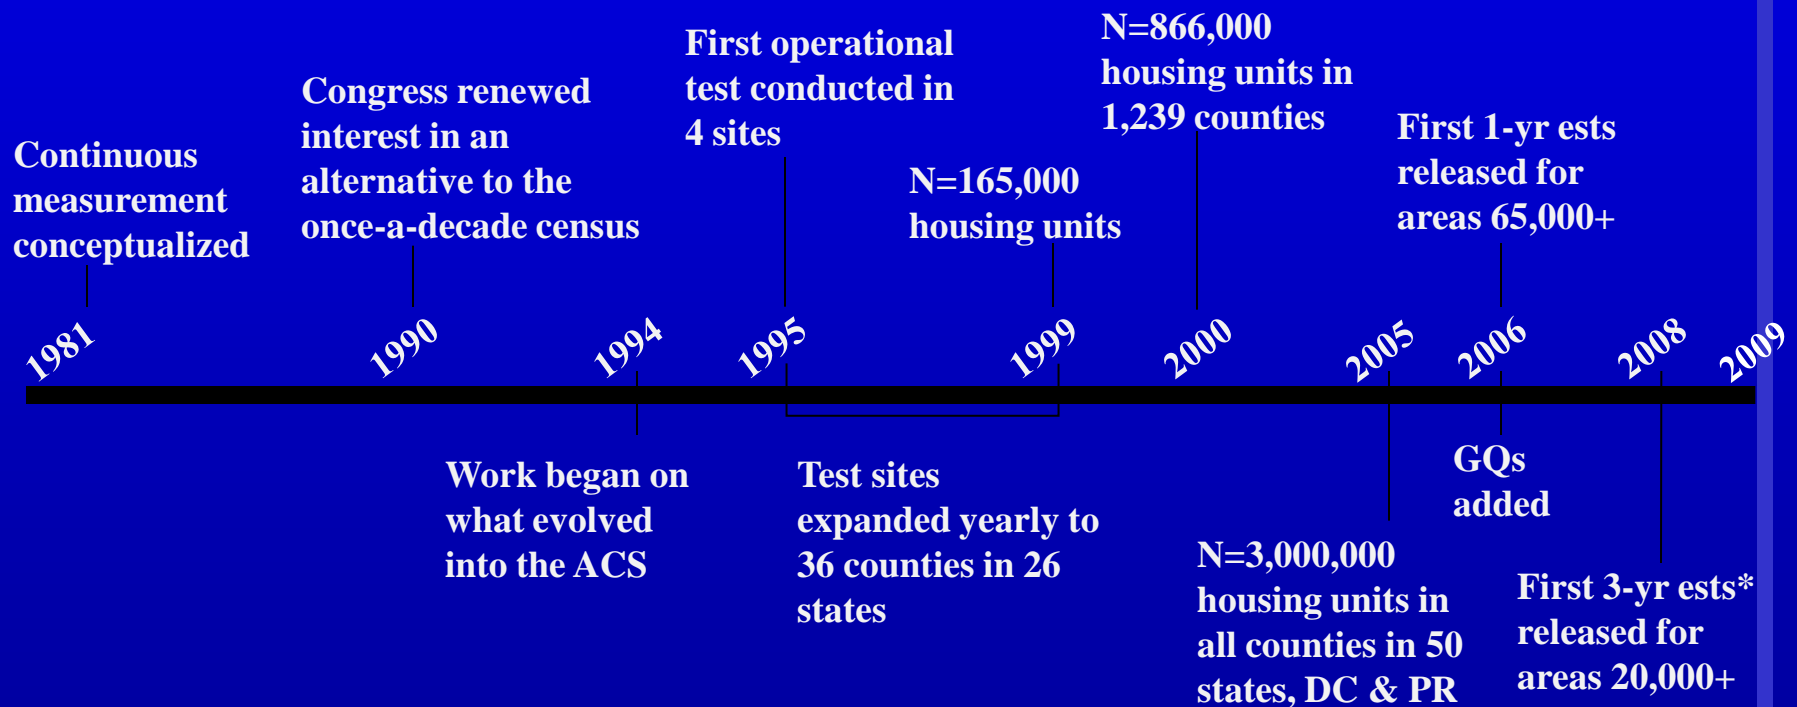 Continuous
measurement
conceptualized
Congress renewed
interest in an
alternative to the
once-a-decade census
First operational
test conducted in
4 sites
N=165,000
housing units
N=866,000
housing units in
1,239 counties
First 1-yr ests
released for
areas 65,000+
1981
1990
1994
1995
1999
2000
2005
2006
2008
2009
Work began on
what evolved
into the ACS
Test sites
expanded yearly to
36 counties in 26
states
N=3,000,000
housing units in
all counties in 50
states, DC & PR
GQs
added
First 3-yr ests*
released for
areas 20,000+